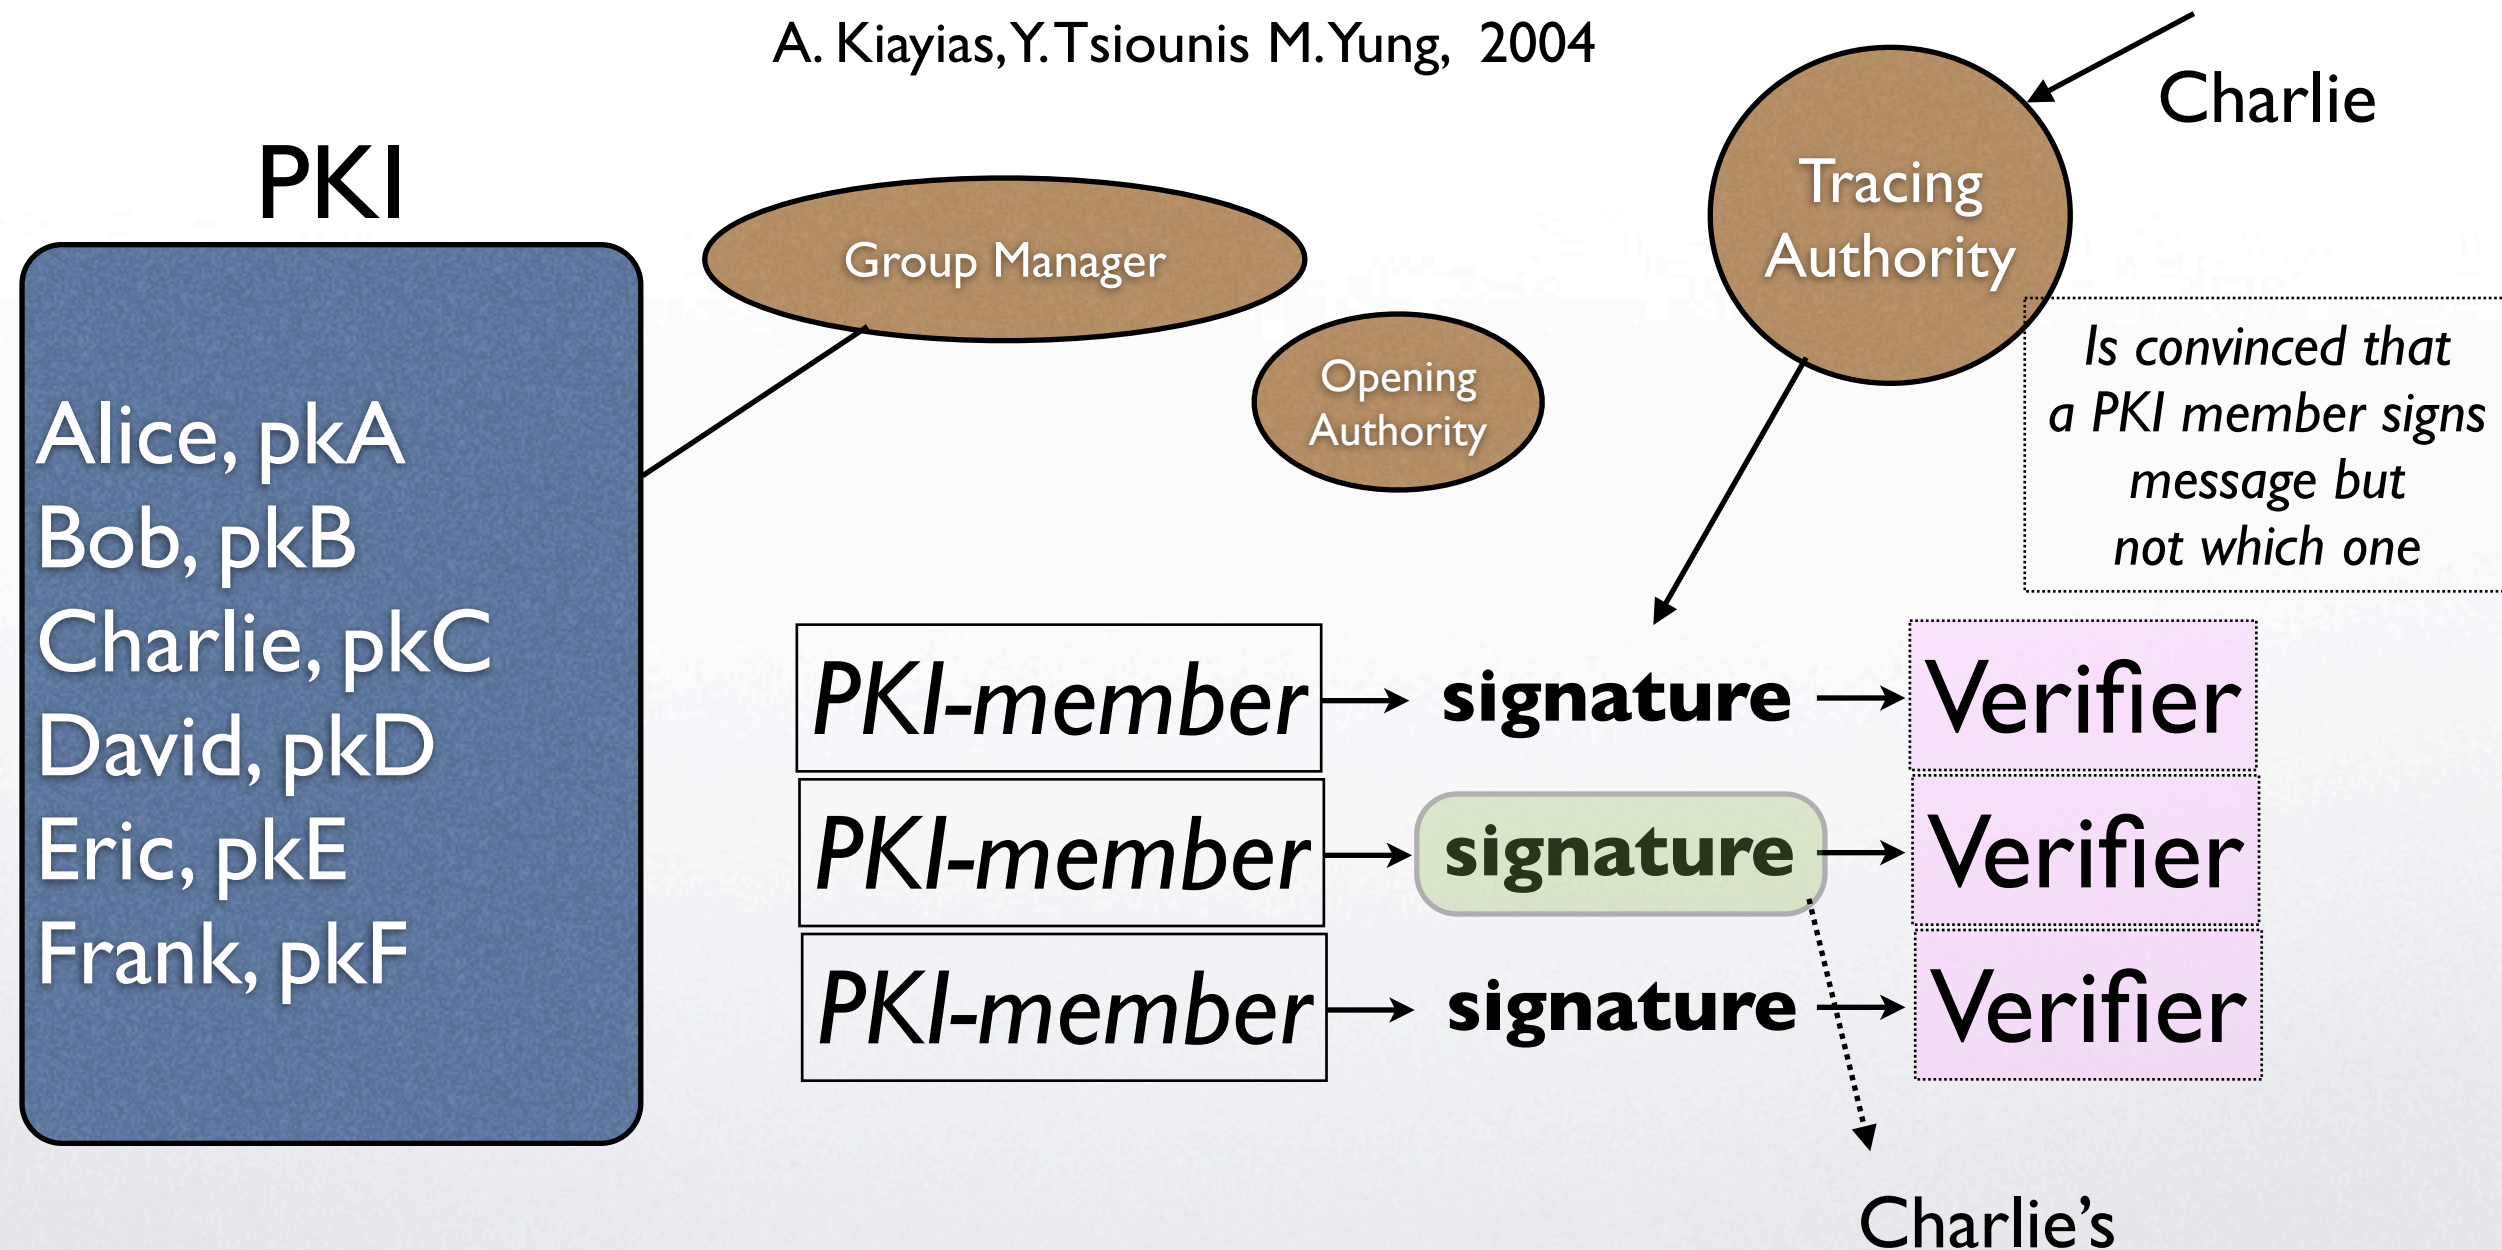 A. Kiayias, Y. Tsiounis M. Yung, 2004
Charlie
PKI
Tracing
Authority
Group Manager
Opening
Authority
Is convinced that
a PKI member signs
message but
not which one
Alice, pkA
Bob, pkB
Charlie, pkC
David, pkD
Eric, pkE
Frank, pkF
PKI-member signature Verifier
PKI-member signature Verifier
PKI-member signature Verifier
Charlie's